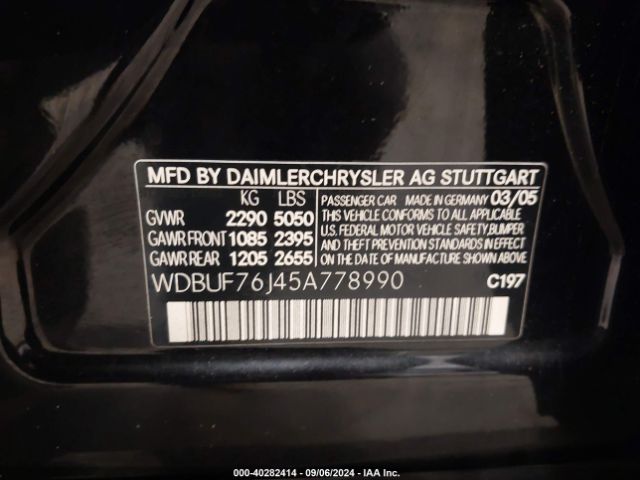 MFD BY DAIMLERCHRYSLER AG STUTTGART
KG LBS
GVWR 2290 5050
GAWR FRONT 1085 2395
GAWR REAR 1205 2655
PASSENGER CAR MADE IN GERMANY 03/05
THIS VEHICLE CONFORMS TO ALL APPLICABLE
U.S. FEDERAL MOTOR VEHICLE SAFETY, BUMPER
AND THEFT PREVENTION STANDARDS IN EFFECT
ON THE DATE OF MANUFACTURE SHOWN ABOVE.
WDBUF76J45A778990 C197
000-40282414 - 09/06/2024 - IAA Inc.